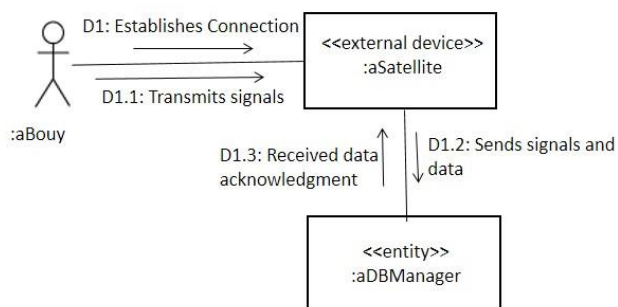 D1: Establishes Connection
<<external device>>
:aSatellite
D1.1: Transmits signals
:aBouy
D1.3: Received data
acknowledgment
D1.2: Sends signals and
data
<<entity>>
:aDBManager